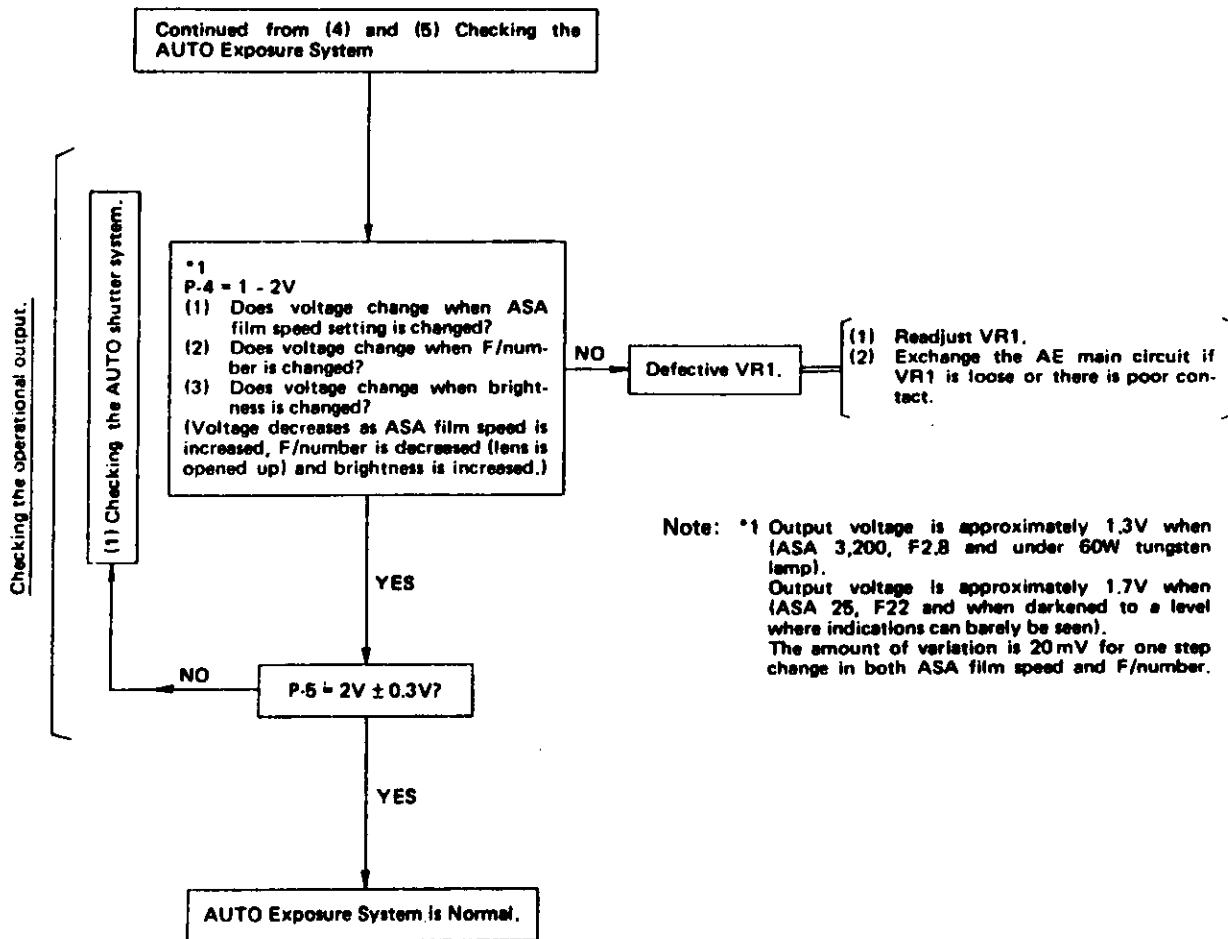 Continued from (4) and (5) Checking the
AUTO Exposure System
Checking the operational output.
(1) Checking the AUTO shutter system.
*1
P-4 = 1 - 2V
(1) Does voltage change when ASA
film speed setting is changed?
(2) Does voltage change when F/num-
ber is changed?
(3) Does voltage change when bright-
ness is changed?
(Voltage decreases as ASA film speed is
increased, F/number is decreased (lens is
opened up) and brightness is increased.)
NO
Defective VR1.
(1) Readjust VR1.
(2) Exchange the AE main circuit if
VR1 is loose or there is poor con-
tact.
Note: *1 Output voltage is approximately 1.3V when
(ASA 3,200, F2.8 and under 60W tungsten
lamp).
Output voltage is approximately 1.7V when
(ASA 25, F22 and when darkened to a level
where indications can barely be seen).
The amount of variation is 20mV for one step
change in both ASA film speed and F/number.
YES
NO
P-5 ≒ 2V ± 0.3V?
YES
AUTO Exposure System is Normal.